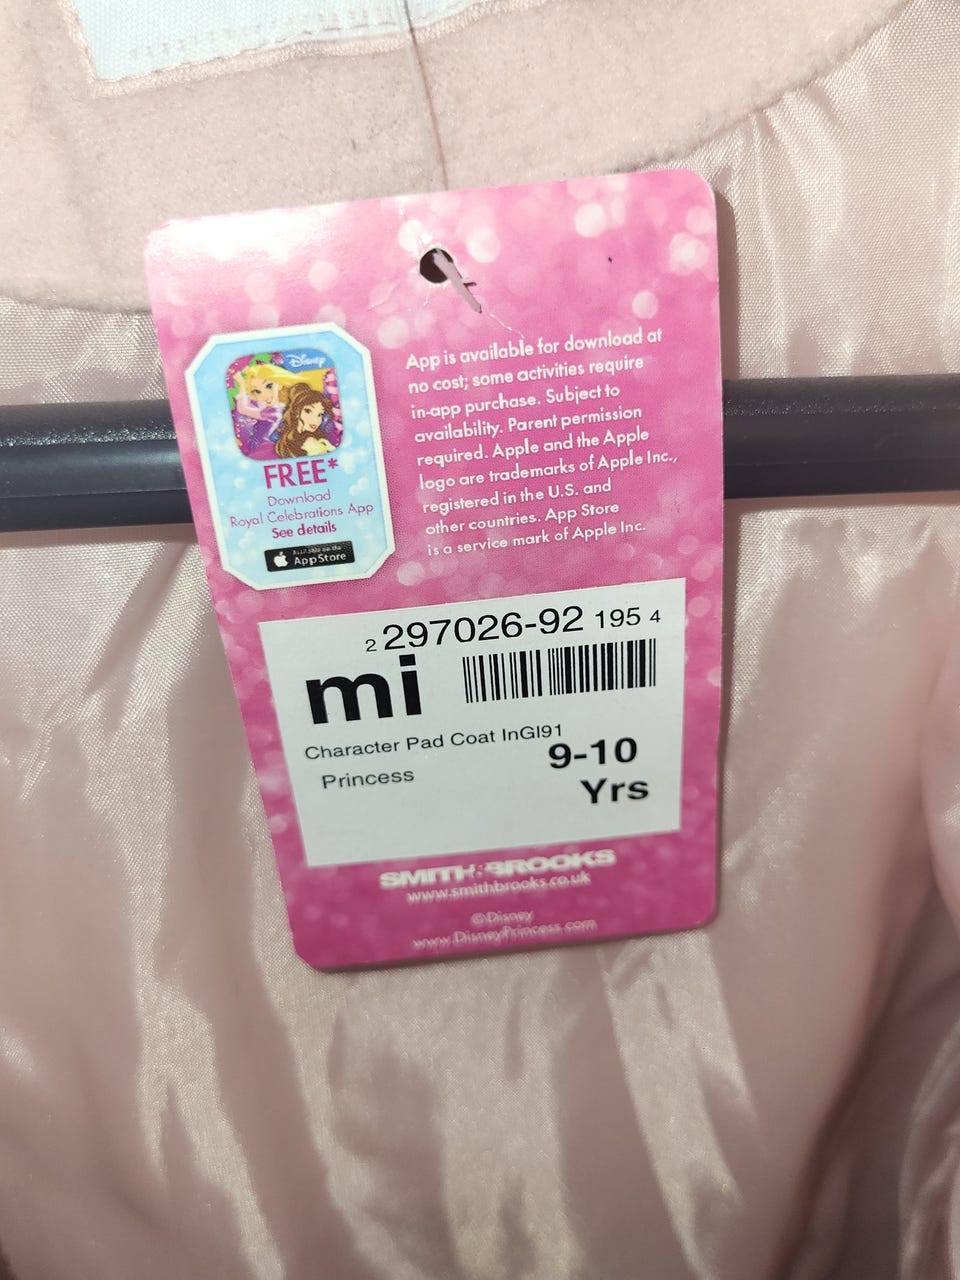 Disney
FREE*
Download
Royal Celebrations App
See details
Available on the
App Store
App is available for download at
no cost; some activities require
in-app purchase. Subject to
availability. Parent permission
required. Apple and the Apple
logo are trademarks of Apple Inc.,
registered in the U.S. and
other countries. App Store
is a service mark of Apple Inc.
2 297026-92 195 4
mi
Character Pad Coat InGl91
Princess
9-10
Yrs
SMITH & BROOKS
www.smithbrooks.co.uk
©Disney
www.DisneyPrincess.com